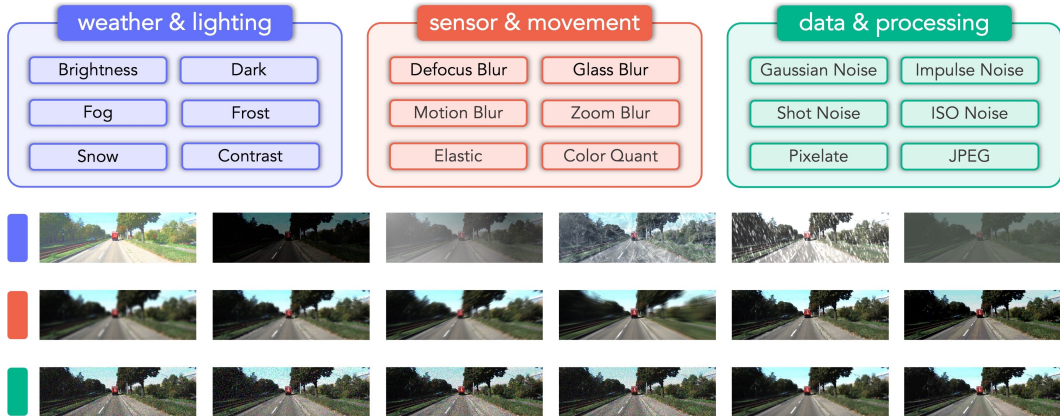 weather & lighting
Brightness
Dark
Fog
Frost
Snow
Contrast
sensor & movement
Defocus Blur
Glass Blur
Motion Blur
Zoom Blur
Elastic
Color Quant
data & processing
Gaussian Noise
Impulse Noise
Shot Noise
ISO Noise
Pixelate
JPEG